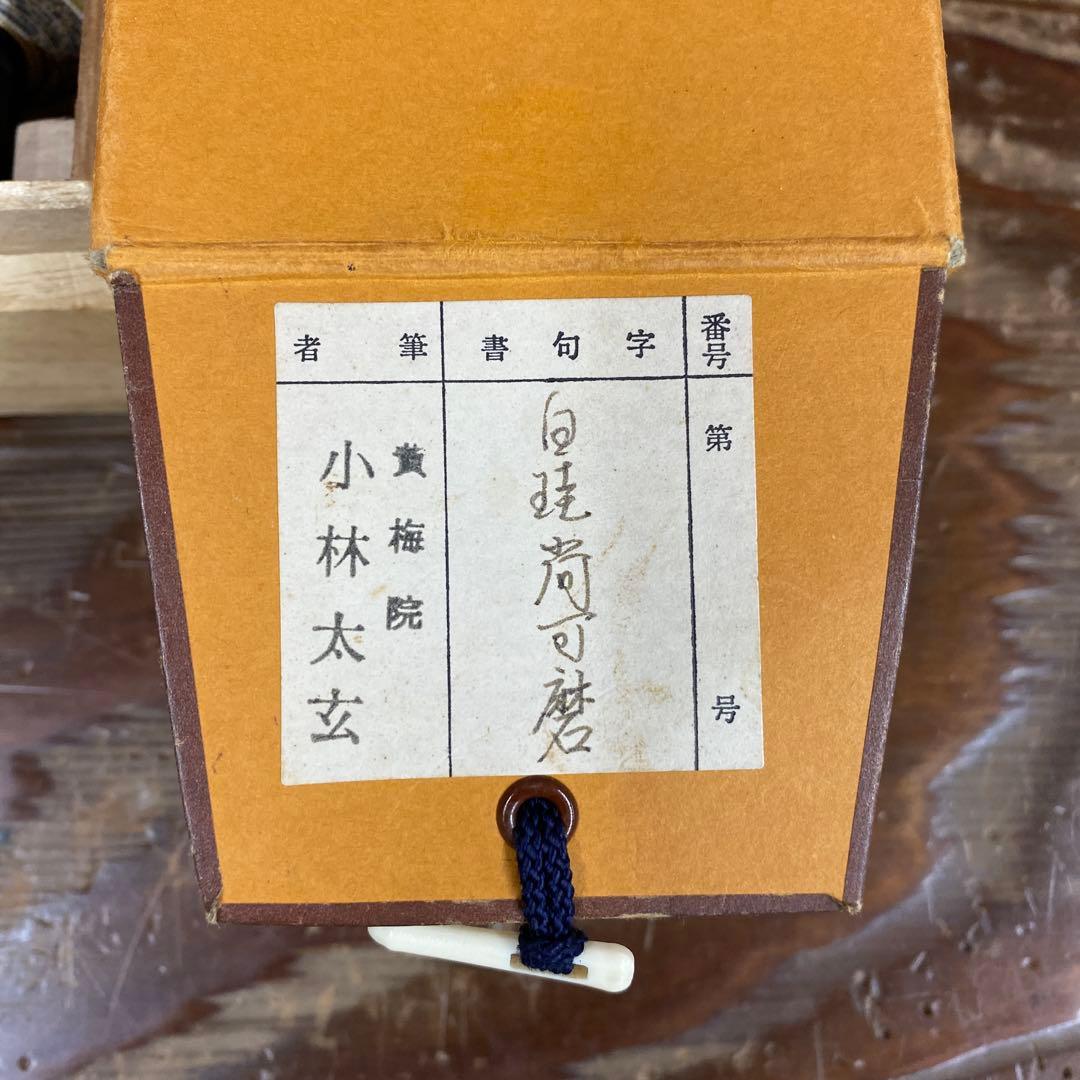 番号
第 号
字句書
白珪尚可磨
筆者
黄梅院
小林太玄